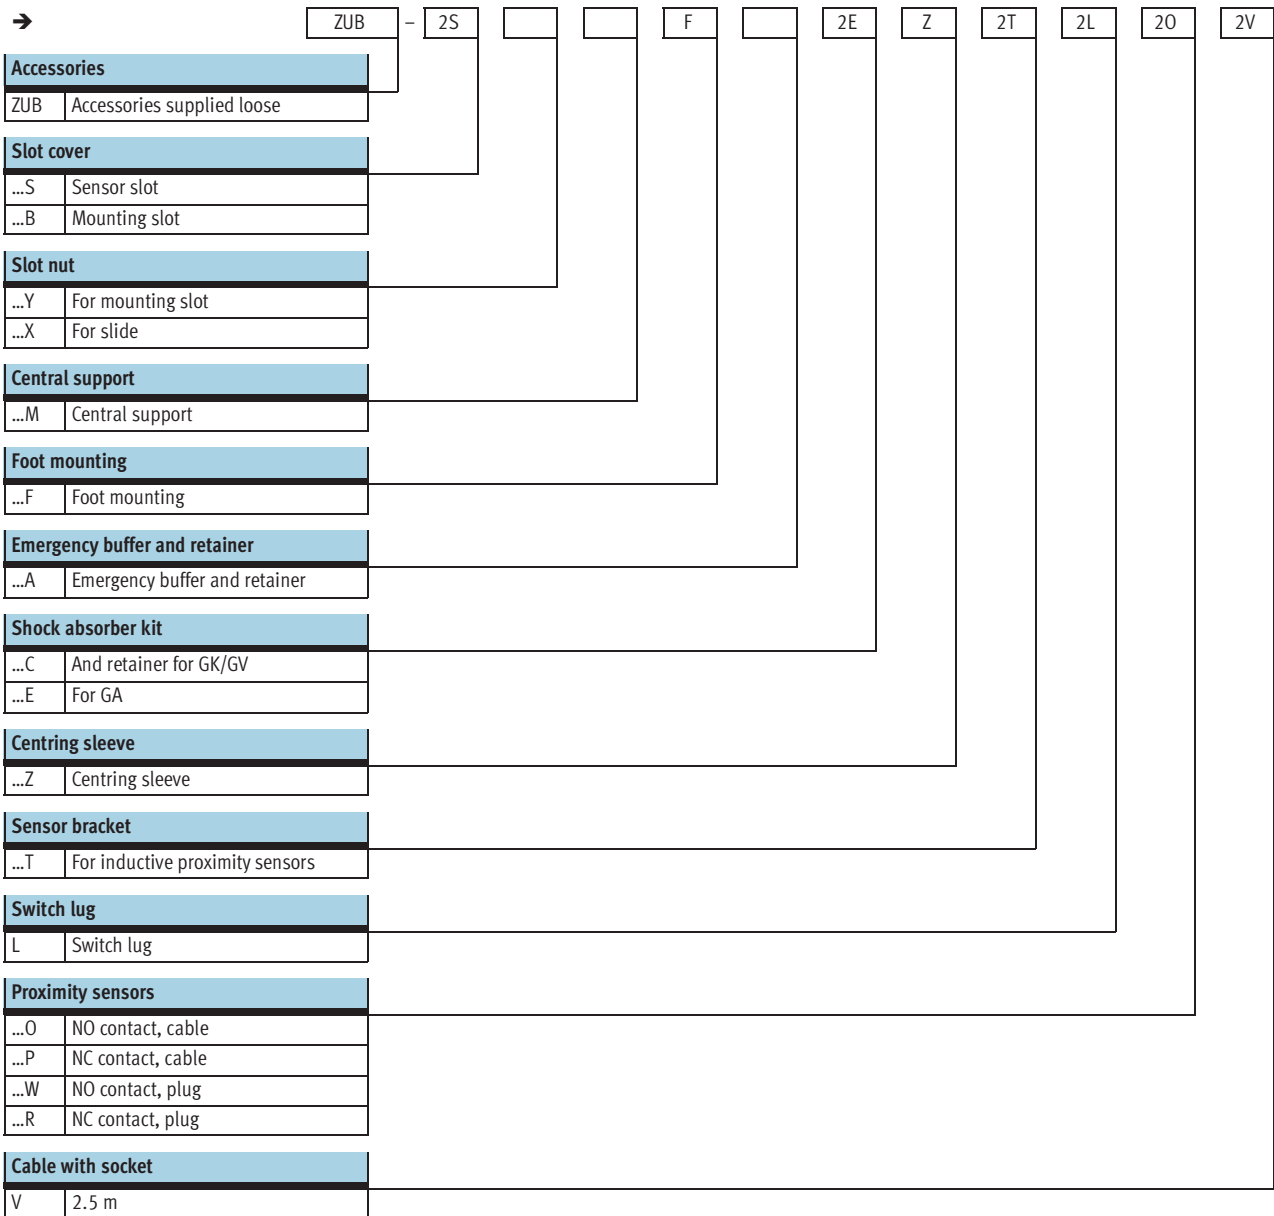 ➔ ZUB – 2S F 2E Z 2T 2L 2O 2V
Accessories
ZUB Accessories supplied loose
Slot cover
...S Sensor slot
...B Mounting slot
Slot nut
...Y For mounting slot
...X For slide
Central support
...M Central support
Foot mounting
...F Foot mounting
Emergency buffer and retainer
...A Emergency buffer and retainer
Shock absorber kit
...C And retainer for GK/GV
...E For GA
Centring sleeve
...Z Centring sleeve
Sensor bracket
...T For inductive proximity sensors
Switch lug
L Switch lug
Proximity sensors
...O NO contact, cable
...P NC contact, cable
...W NO contact, plug
...R NC contact, plug
Cable with socket
V 2.5 m